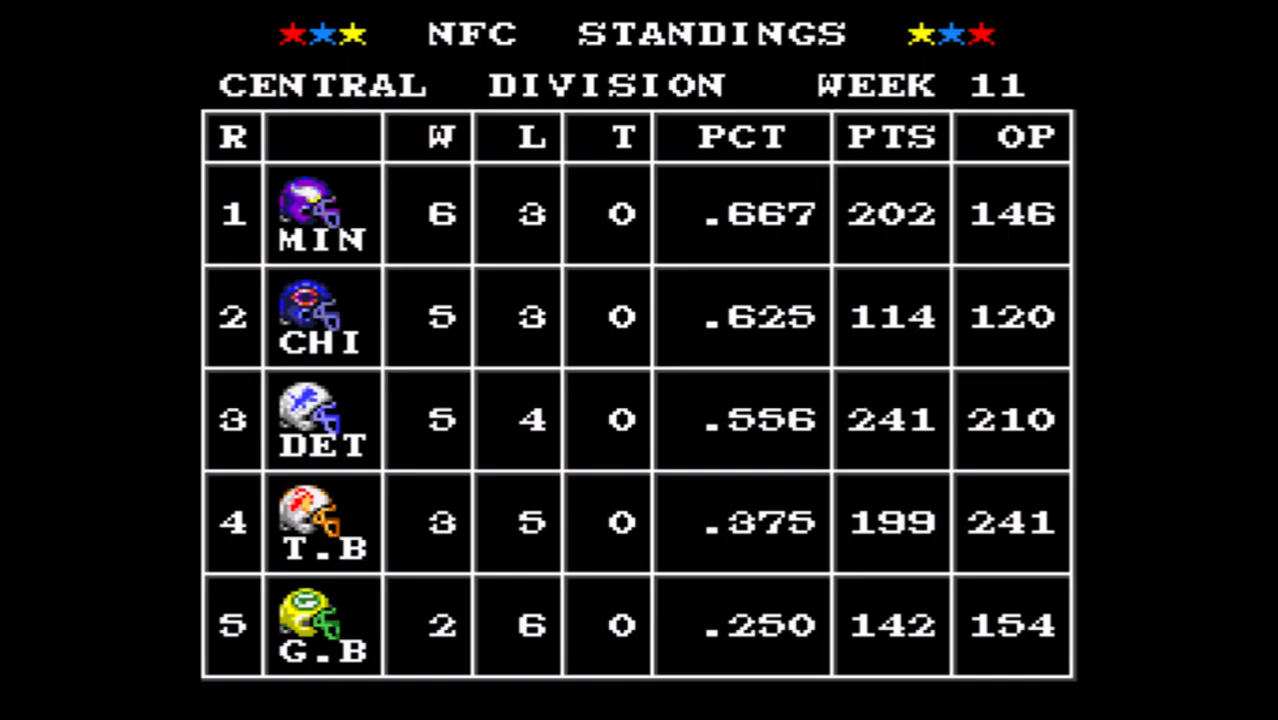 NFC STANDINGS
CENTRAL DIVISION WEEK 11
R W L T PCT PTS OP
1 MIN 6 3 0 .667 202 146
2 CHI 5 3 0 .625 114 120
3 DET 5 4 0 .556 241 210
4 T.B 3 5 0 .375 199 241
5 G.B 2 6 0 .250 142 154